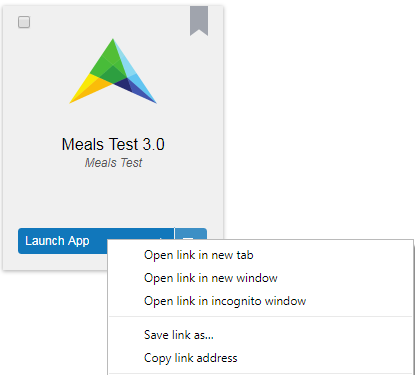 Meals Test 3.0
Meals Test
Launch App
Open link in new tab
Open link in new window
Open link in incognito window
Save link as...
Copy link address